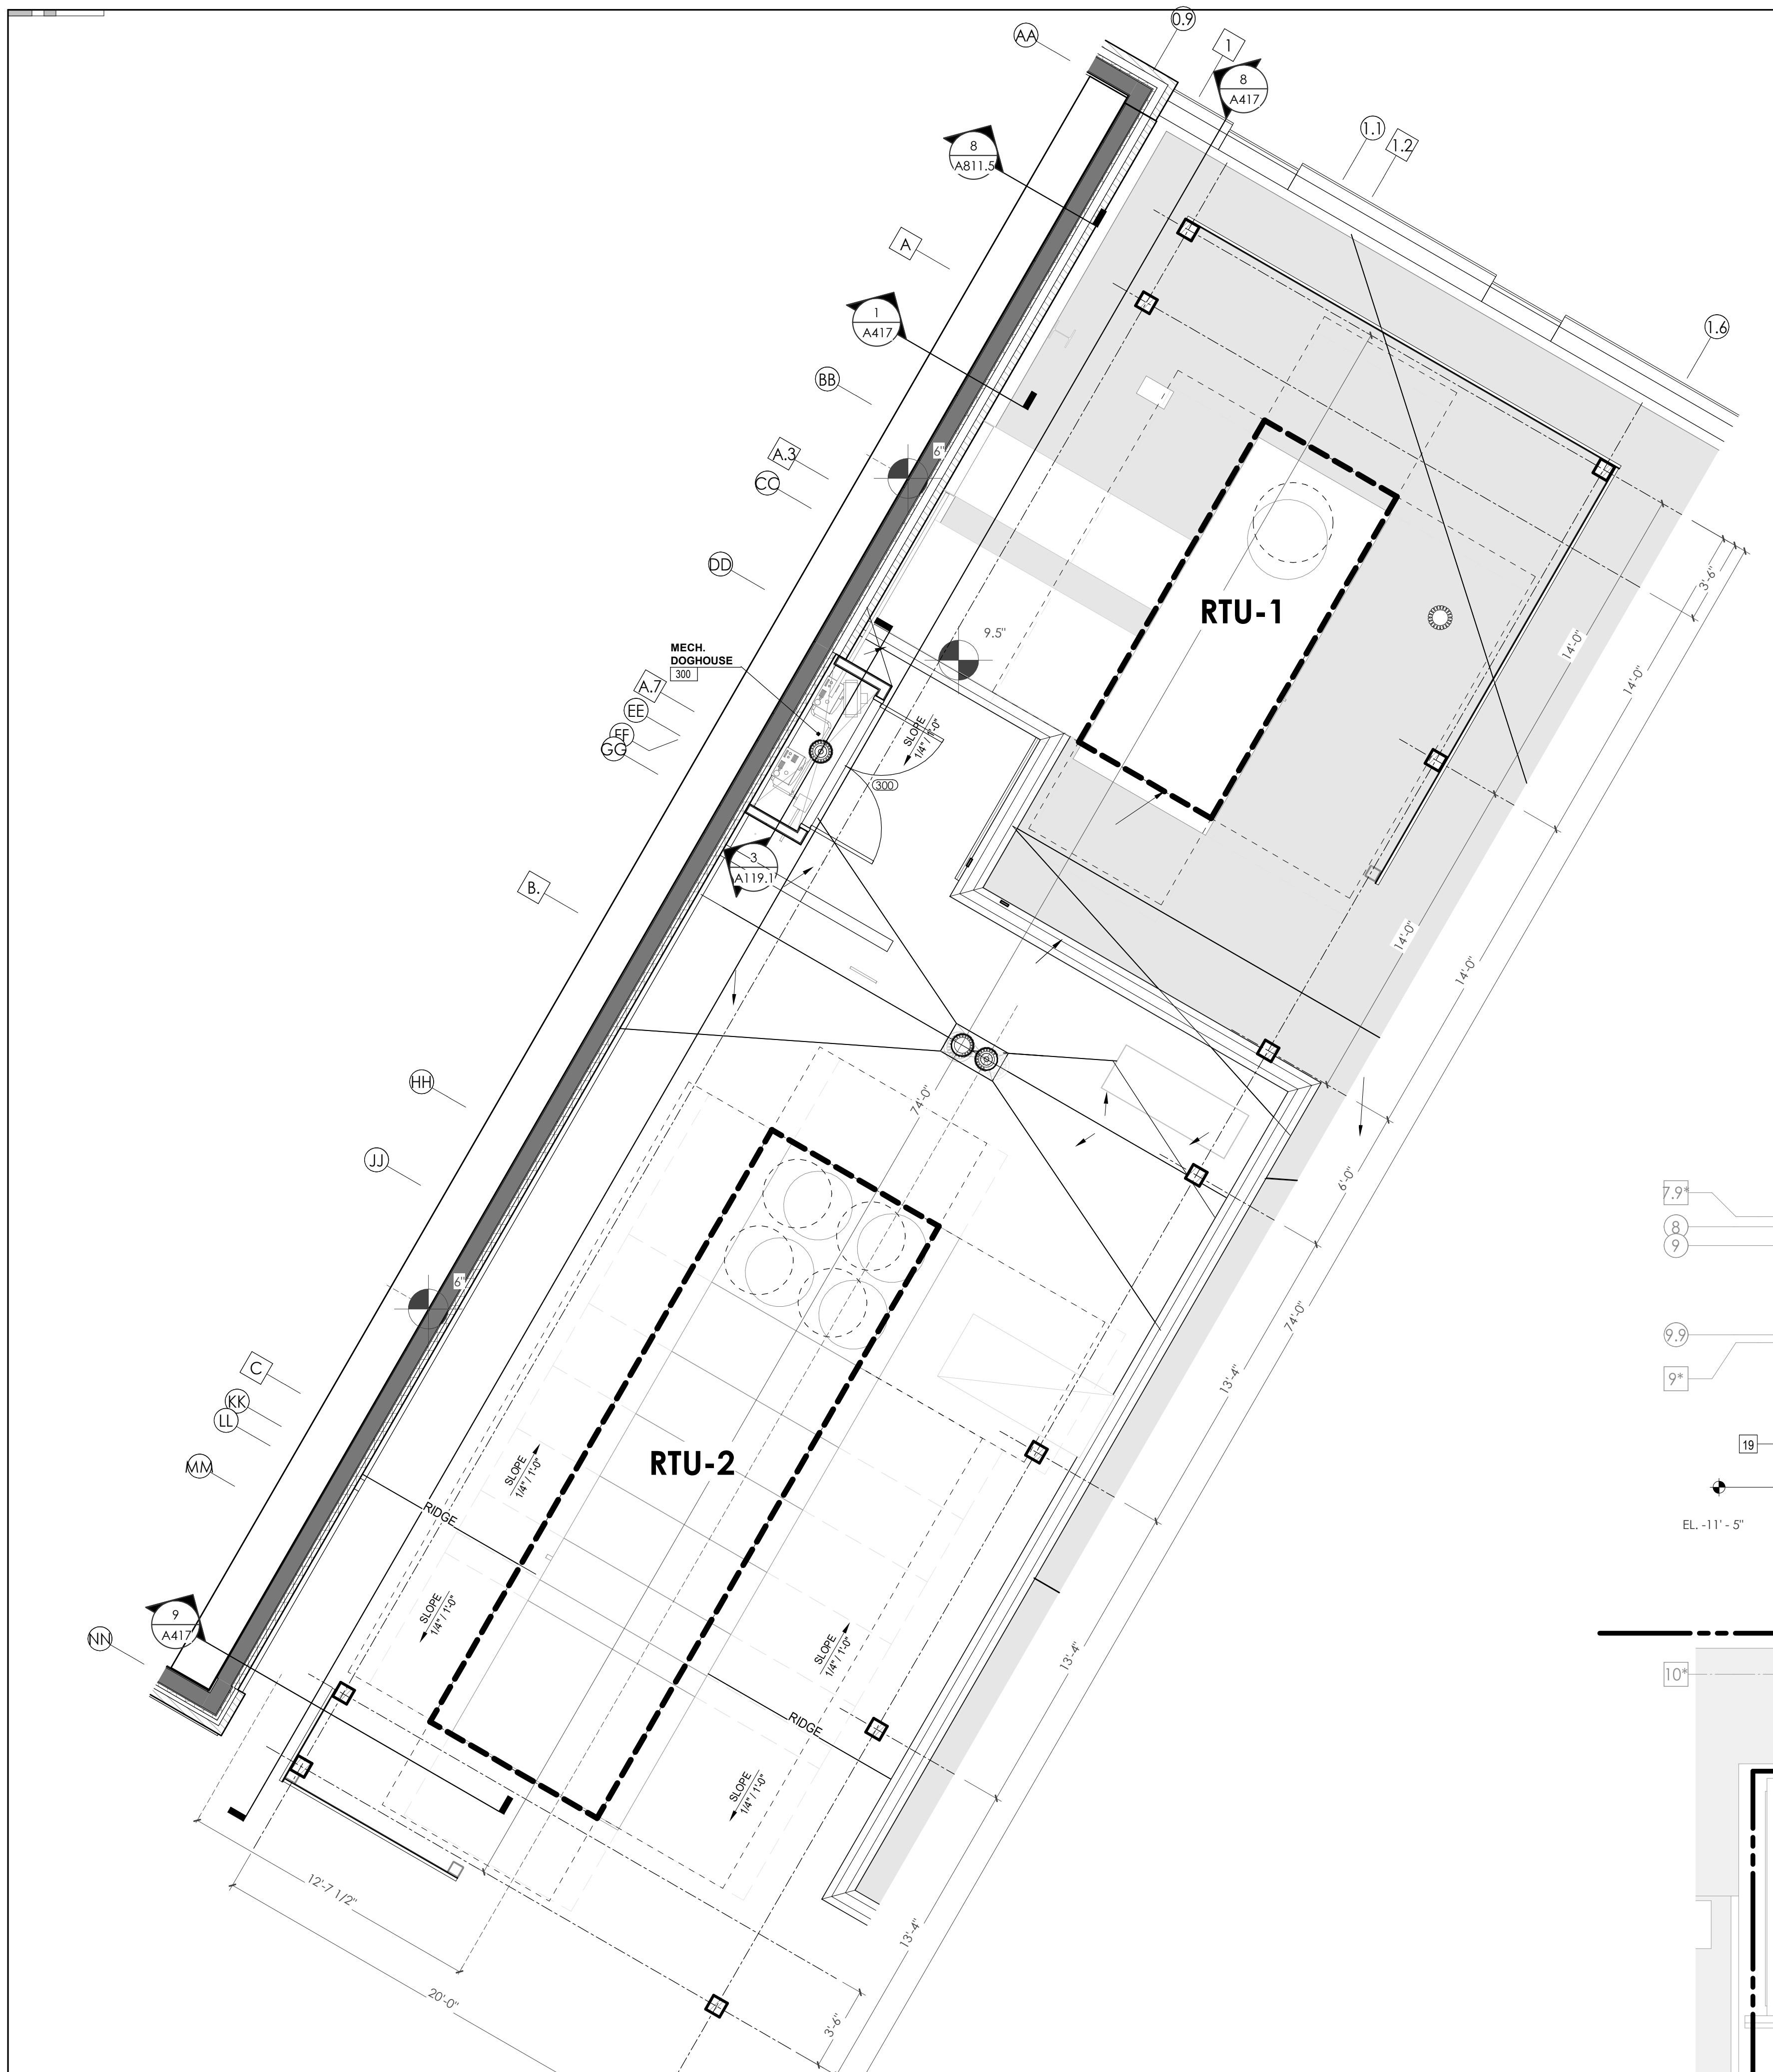 0.9
AA
1
8
A417
1.1
1.2
8
A811.5
A
1
A417
1.6
BB
6"
A.3
CC
DD
3'-6"
RTU-1
9.5"
14'-0"
MECH.
DOGHOUSE
300
14'-0"
A.7
EE
FF
GG
SLOPE
1/4" / 1'-0"
300
3
A119.1
B.
14'-0"
14'-0"
HH
74'-0"
JJ
6'-0"
7.9*
8
9
6"
74'-0"
9.9
C
13'-4"
9*
KK
LL
19
RTU-2
MM
SLOPE
1/4" / 1'-0"
RIDGE
EL. -11' - 5"
SLOPE
1/4" / 1'-0"
9
A417
NN
SLOPE
1/4" / 1'-0"
13'-4"
10*
RIDGE
SLOPE
1/4" / 1'-0"
12'-7 1/2"
13'-4"
20'-0"
3'-6"